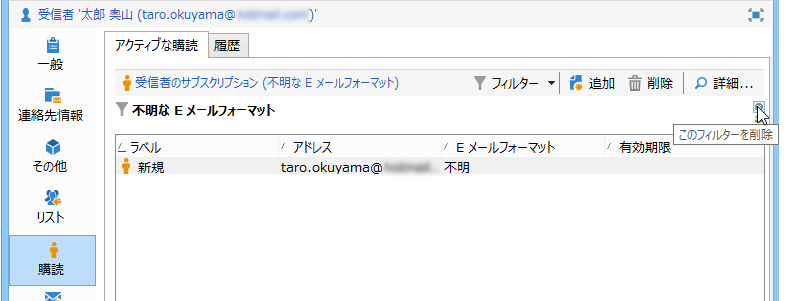 受信者 '太郎 奥山 (taro.okuyama@
アクティブな購読 履歴
一般
受信者のサブスクリプション (不明な E メールフォーマット) フィルター 追加 削除 詳細...
連絡先情報
不明な E メールフォーマット
このフィルターを削除
その他
ラベル アドレス E メールフォーマット 有効期限
新規 taro.okuyama@ 不明
リスト
購読